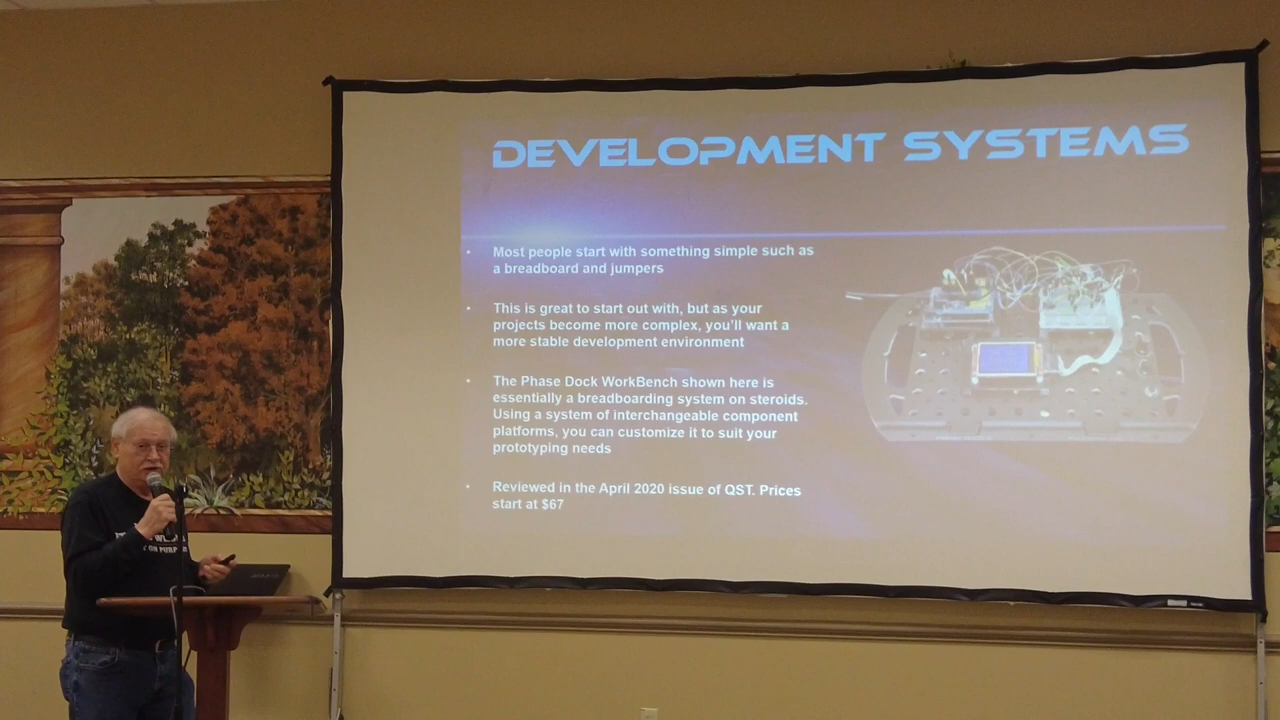 DEVELOPMENT SYSTEMS
• Most people start with something simple such as
a breadboard and jumpers
• This is great to start out with, but as your
projects become more complex, you'll want a
more stable development environment
• The Phase Dock WorkBench shown here is
essentially a breadboarding system on steroids.
Using a system of interchangeable component
platforms, you can customize it to suit your
prototyping needs
• Reviewed in the April 2020 issue of QST. Prices
start at $67
ON PURP